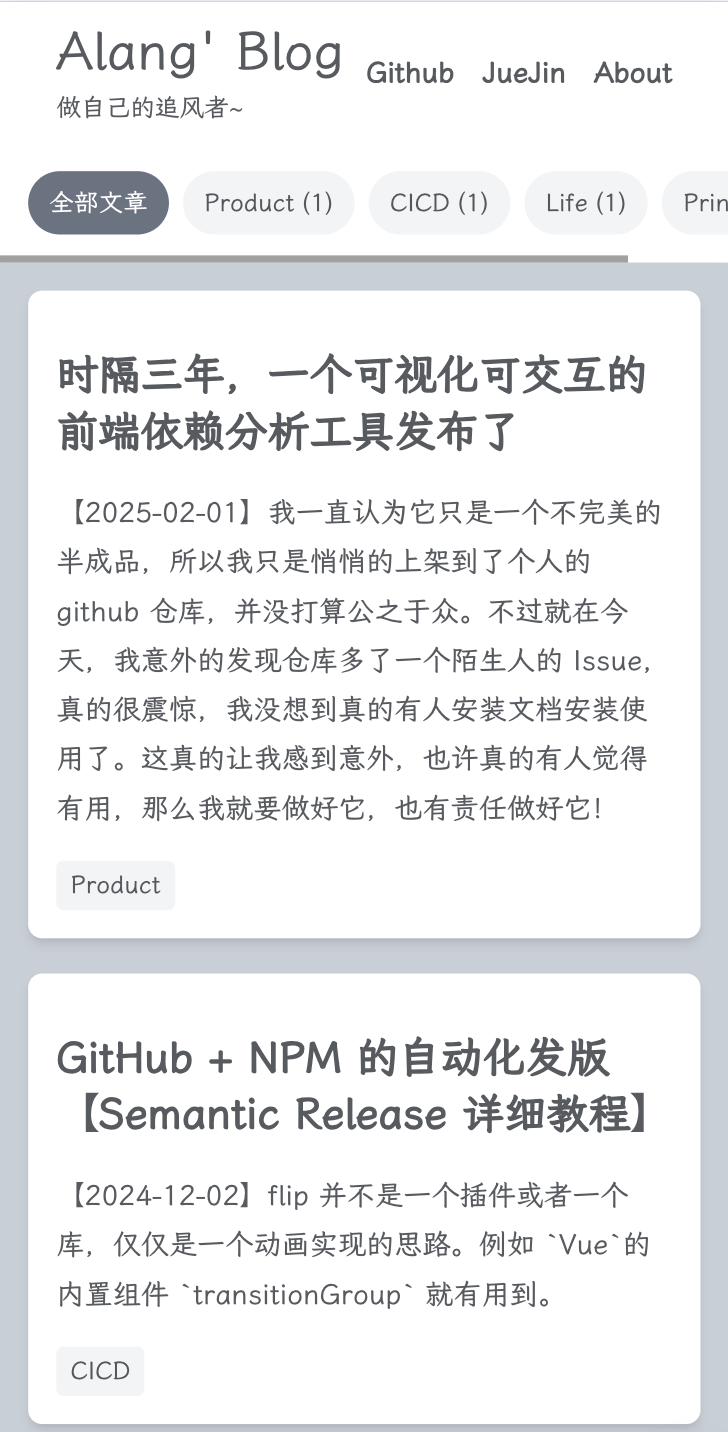 Alang' Blog
Github JueJin About
做自己的追风者~
全部文章 Product (1) CICD (1) Life (1) Prin
时隔三年，一个可视化可交互的
前端依赖分析工具发布了
【2025-02-01】我一直认为它只是一个不完美的
半成品，所以我只是悄悄的上架到了个人的
github 仓库，并没打算公之于众。不过就在今
天，我意外的发现仓库多了一个陌生人的 Issue，
真的很震惊，我没想到真的有人安装文档安装使
用了。这真的让我感到意外，也许真的有人觉得
有用，那么我就要做好它，也有责任做好它！
Product
GitHub + NPM 的自动化发版
【Semantic Release 详细教程】
【2024-12-02】flip 并不是一个插件或者一个
库，仅仅是一个动画实现的思路。例如 `Vue`的
内置组件 `transitionGroup` 就有用到。
CICD